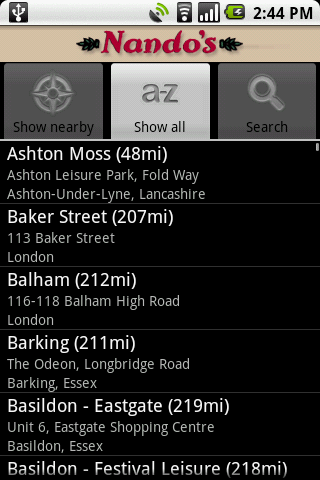 2:44 PM
Nando's
Show nearby
a-z
Show all
Search
Ashton Moss (48mi)
Ashton Leisure Park, Fold Way
Ashton-Under-Lyne, Lancashire
Baker Street (207mi)
113 Baker Street
London
Balham (212mi)
116-118 Balham High Road
London
Barking (211mi)
The Odeon, Longbridge Road
Barking, Essex
Basildon - Eastgate (219mi)
Unit 6, Eastgate Shopping Centre
Basildon, Essex
Basildon - Festival Leisure (218mi)